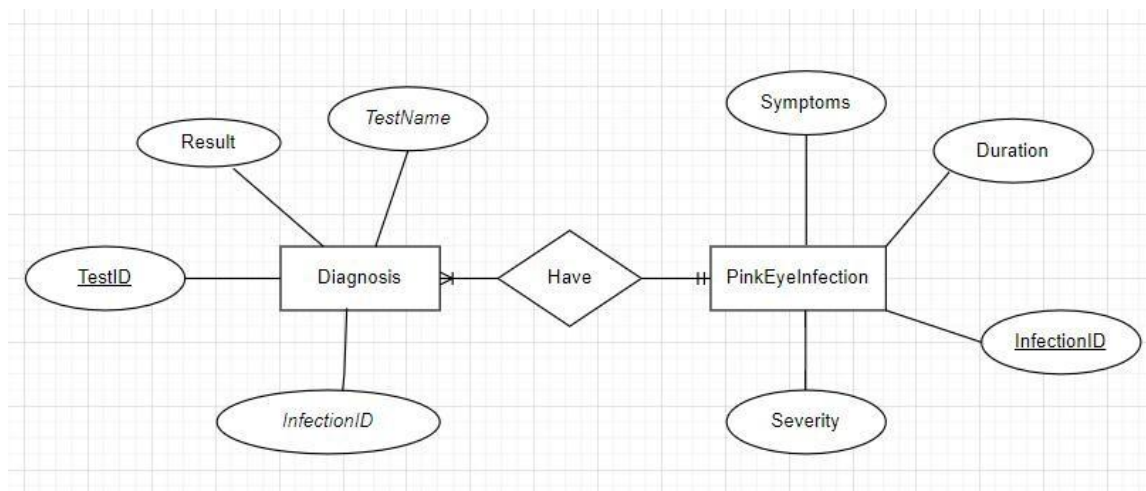 Symptoms
TestName
Result
Duration
TestID
Diagnosis
Have
PinkEyeInfection
InfectionID
InfectionID
Severity